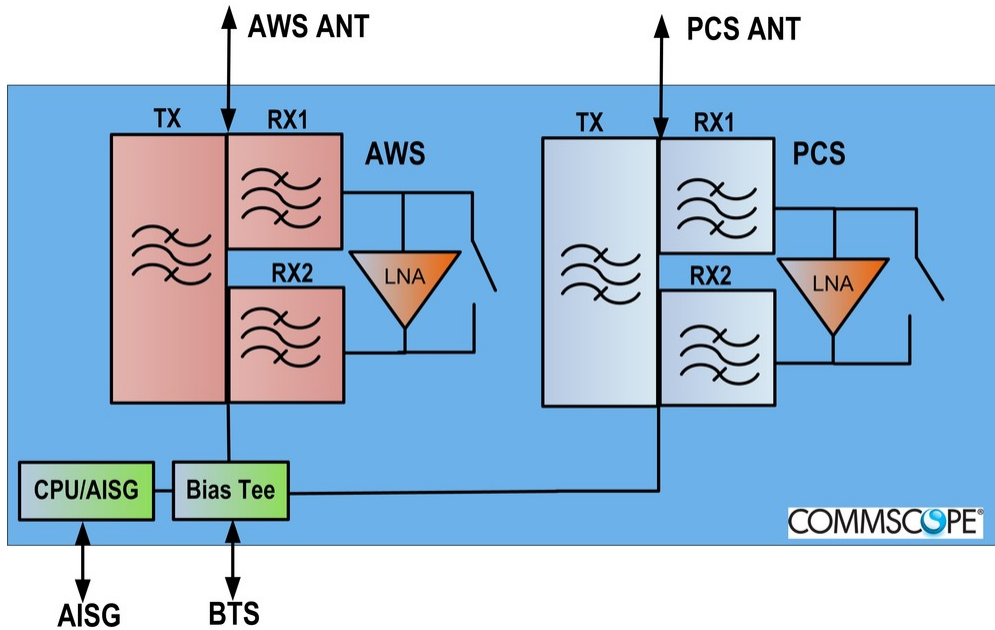 AWS ANT
PCS ANT
TX
RX1
AWS
RX2
LNA
TX
RX1
PCS
RX2
LNA
CPU/AISG
Bias Tee
COMMSCOPE®
AISG
BTS